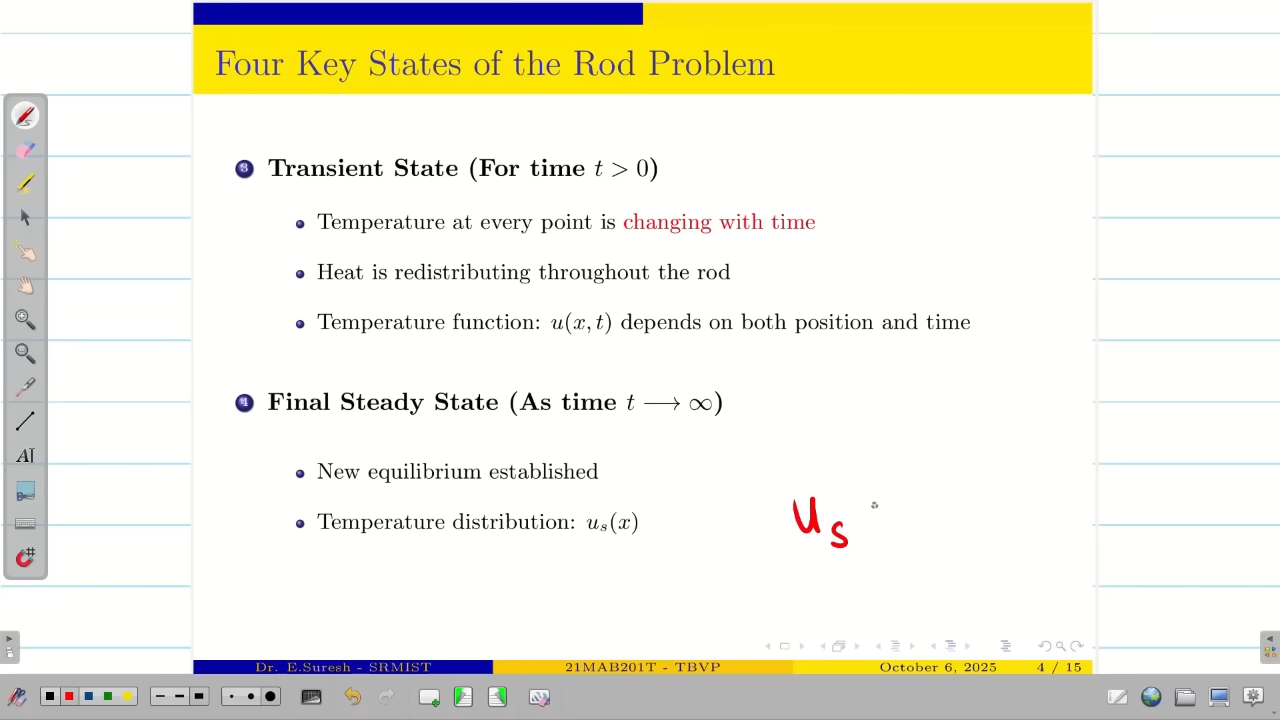 Four Key States of the Rod Problem
3 Transient State (For time t > 0)
Temperature at every point is changing with time
Heat is redistributing throughout the rod
Temperature function: u(x, t) depends on both position and time
4 Final Steady State (As time t ⟶ ∞)
New equilibrium established
Temperature distribution: uₛ(x)
uₛ
Dr. E.Suresh - SRMIST 21MAB201T - TBVP October 6, 2025 4 / 15